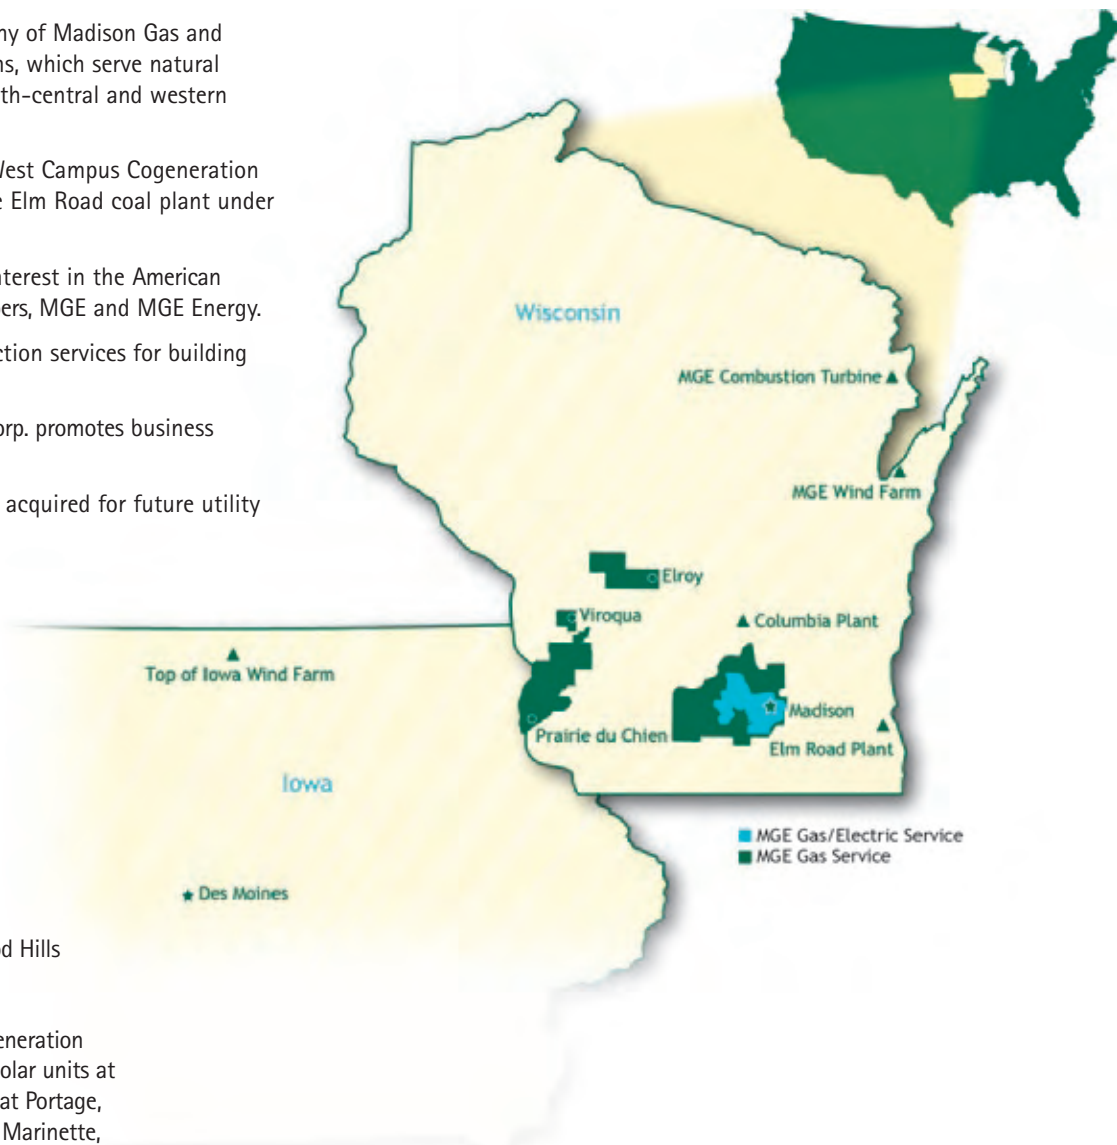 ny of Madison Gas and
ns, which serve natural
th-central and western
West Campus Cogeneration
e Elm Road coal plant under
nterest in the American
pers, MGE and MGE Energy.
ction services for building
orp. promotes business
acquired for future utility
Wisconsin
MGE Combustion Turbine
MGE Wind Farm
Elroy
Viroqua
Columbia Plant
Top of Iowa Wind Farm
Madison
Prairie du Chien
Elm Road Plant
Iowa
MGE Gas/Electric Service
MGE Gas Service
Des Moines
od Hills
eneration
olar units at
at Portage,
Marinette,